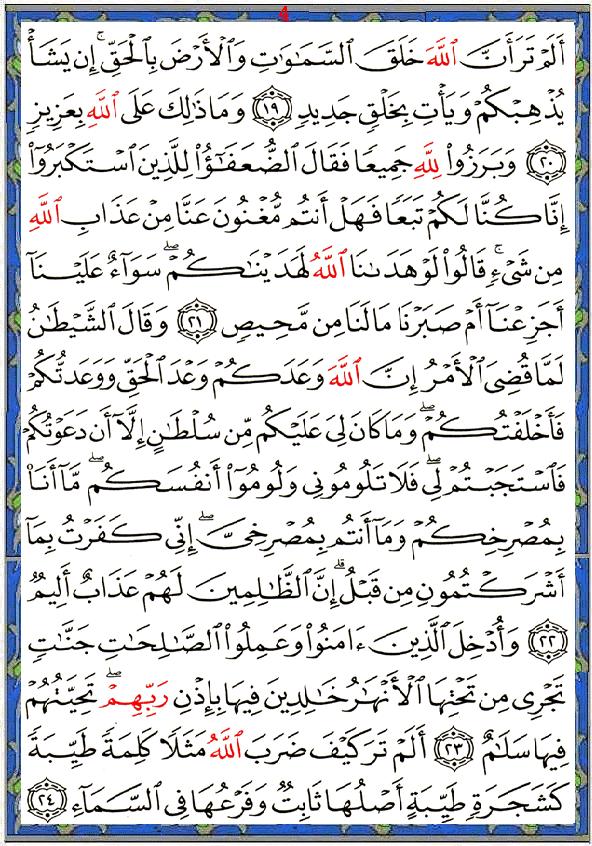 4
أَلَمْ تَرَ أَنَّ ٱللَّهَ خَلَقَ ٱلسَّمَٰوَٰتِ وَٱلْأَرْضَ بِٱلْحَقِّ ۚ إِن يَشَأْ
يُذْهِبْكُمْ وَيَأْتِ بِخَلْقٍ جَدِيدٍ ١٩ وَمَا ذَٰلِكَ عَلَى ٱللَّهِ بِعَزِيزٍ
٢٠ وَبَرَزُوا۟ لِلَّهِ جَمِيعًا فَقَالَ ٱلضُّعَفَٰٓؤُا۟ لِلَّذِينَ ٱسْتَكْبَرُوٓا۟
إِنَّا كُنَّا لَكُمْ تَبَعًا فَهَلْ أَنتُم مُّغْنُونَ عَنَّا مِنْ عَذَابِ ٱللَّهِ
مِن شَىْءٍ ۚ قَالُوا۟ لَوْ هَدَىٰنَا ٱللَّهُ لَهَدَيْنَٰكُمْ ۖ سَوَآءٌ عَلَيْنَآ
أَجَزِعْنَآ أَمْ صَبَرْنَا مَا لَنَا مِن مَّحِيصٍ ٢١ وَقَالَ ٱلشَّيْطَٰنُ
لَمَّا قُضِىَ ٱلْأَمْرُ إِنَّ ٱللَّهَ وَعَدَكُمْ وَعْدَ ٱلْحَقِّ وَوَعَدتُّكُمْ
فَأَخْلَفْتُكُمْ ۖ وَمَا كَانَ لِىَ عَلَيْكُم مِّن سُلْطَٰنٍ إِلَّآ أَن دَعَوْتُكُمْ
فَٱسْتَجَبْتُمْ لِى ۖ فَلَا تَلُومُونِى وَلُومُوٓا۟ أَنفُسَكُم ۖ مَّآ أَنَا۠
بِمُصْرِخِكُمْ وَمَآ أَنتُم بِمُصْرِخِىَّ ۖ إِنِّى كَفَرْتُ بِمَآ
أَشْرَكْتُمُونِ مِن قَبْلُ ۗ إِنَّ ٱلظَّٰلِمِينَ لَهُمْ عَذَابٌ أَلِيمٌ
٢٢ وَأُدْخِلَ ٱلَّذِينَ ءَامَنُوا۟ وَعَمِلُوا۟ ٱلصَّٰلِحَٰتِ جَنَّٰتٍ
تَجْرِى مِن تَحْتِهَا ٱلْأَنْهَٰرُ خَٰلِدِينَ فِيهَا بِإِذْنِ رَبِّهِمْ ۖ تَحِيَّتُهُمْ
فِيهَا سَلَٰمٌ ٢٣ أَلَمْ تَرَ كَيْفَ ضَرَبَ ٱللَّهُ مَثَلًا كَلِمَةً طَيِّبَةً
كَشَجَرَةٍ طَيِّبَةٍ أَصْلُهَا ثَابِتٌ وَفَرْعُهَا فِى ٱلسَّمَآءِ ٢٤